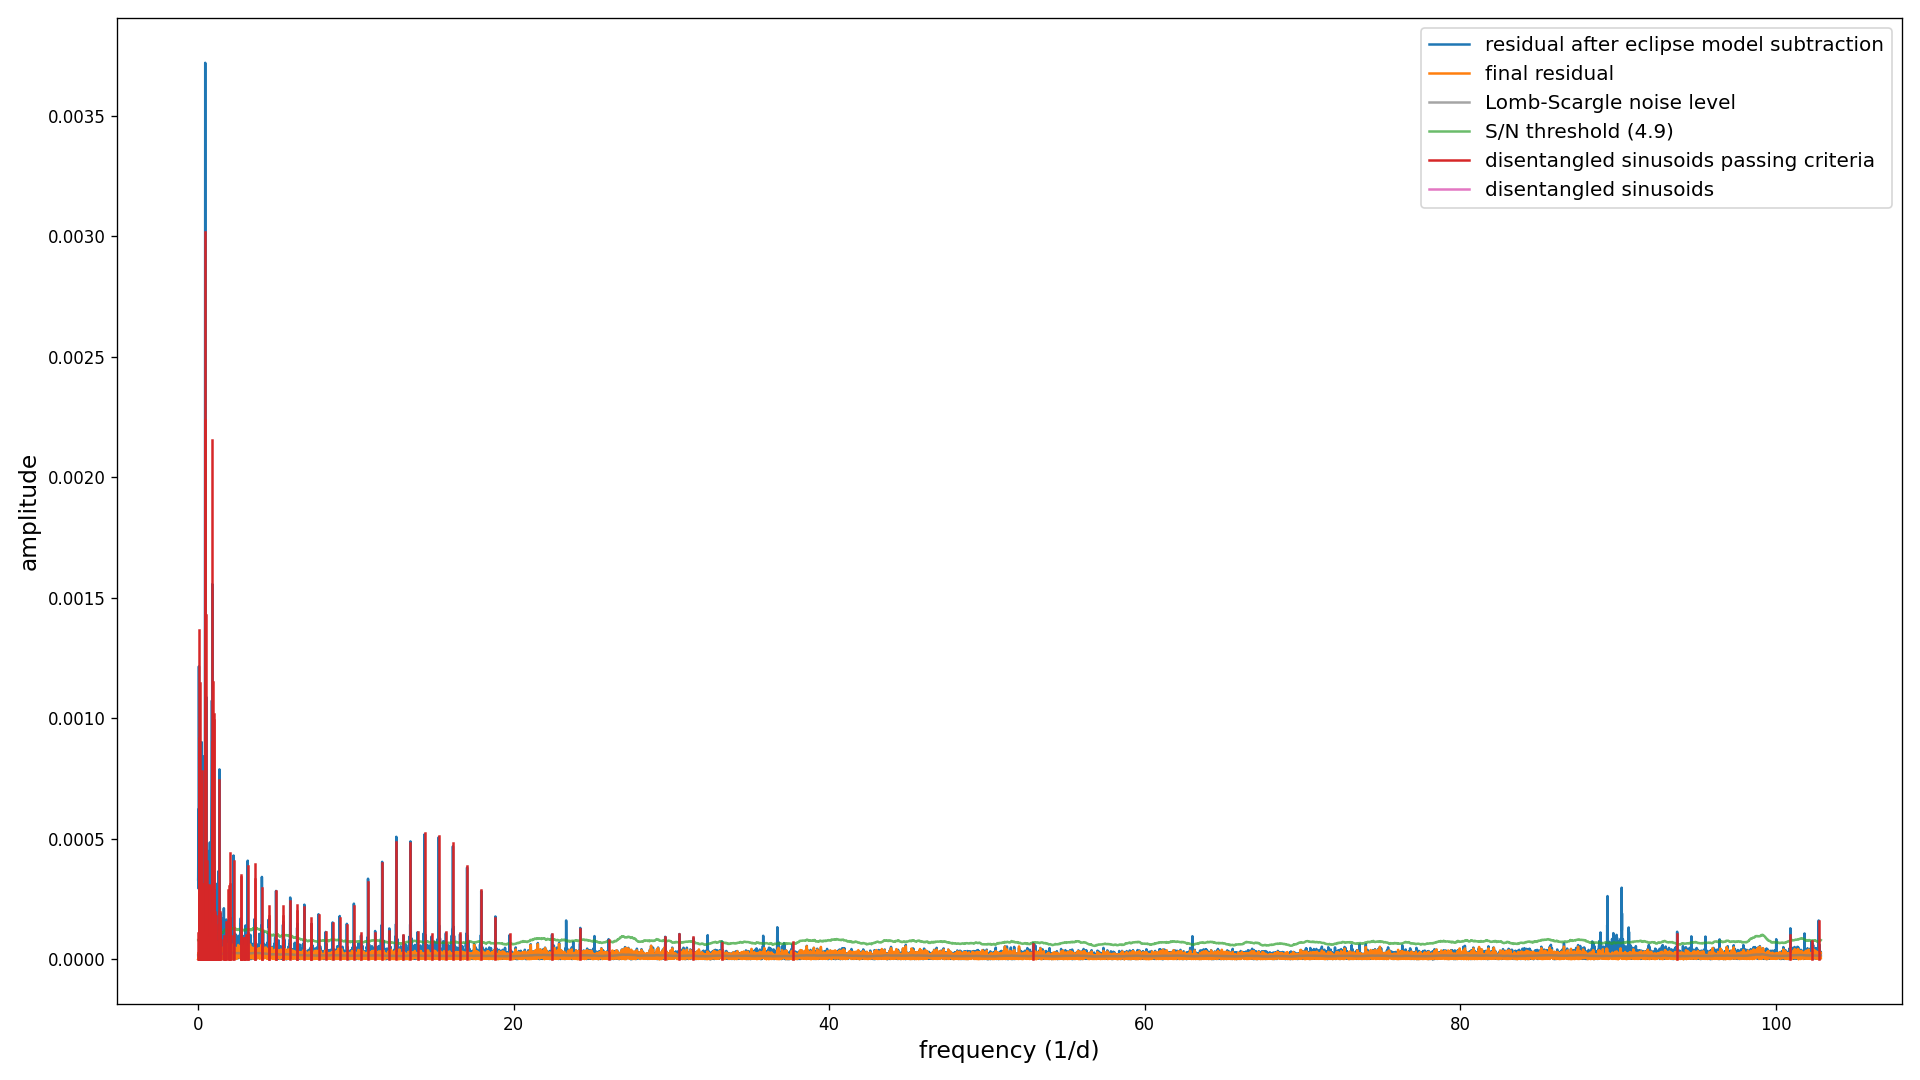 residual after eclipse model subtraction
final residual
Lomb-Scargle noise level
S/N threshold (4.9)
disentangled sinusoids passing criteria
disentangled sinusoids
0.0035
0.0030
0.0025
0.0020
0.0015
0.0010
0.0005
0.0000
amplitude
0 20 40 60 80 100
frequency (1/d)